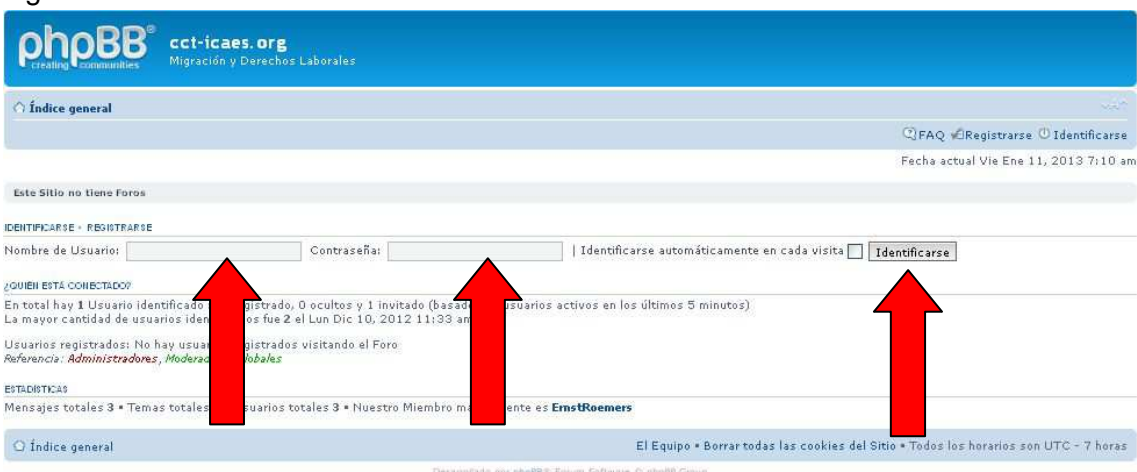 phpBB®
creating communities
cct-icaes.org
Migración y Derechos Laborales
Índice general
FAQ Registrarse Identificarse
Fecha actual Vie Ene 11, 2013 7:10 am
Este Sitio no tiene Foros
IDENTIFICARSE • REGISTRARSE
Nombre de Usuario: Contraseña: | Identificarse automáticamente en cada visita Identificarse
¿QUIÉN ESTÁ CONECTADO?
En total hay 1 Usuario identificado gistrado, 0 ocultos y 1 invitado (basad usuarios activos en los últimos 5 minutos)
La mayor cantidad de usuarios iden os fue 2 el Lun Dic 10, 2012 11:33 am
Usuarios registrados: No hay usua gistrados visitando el Foro
Referencia: Administradores, Modera lobales
ESTADÍSTICAS
Mensajes totales 3 • Temas totales suarios totales 3 • Nuestro Miembro m ente es ErnstRoemers
Índice general
El Equipo • Borrar todas las cookies del Sitio • Todos los horarios son UTC - 7 horas